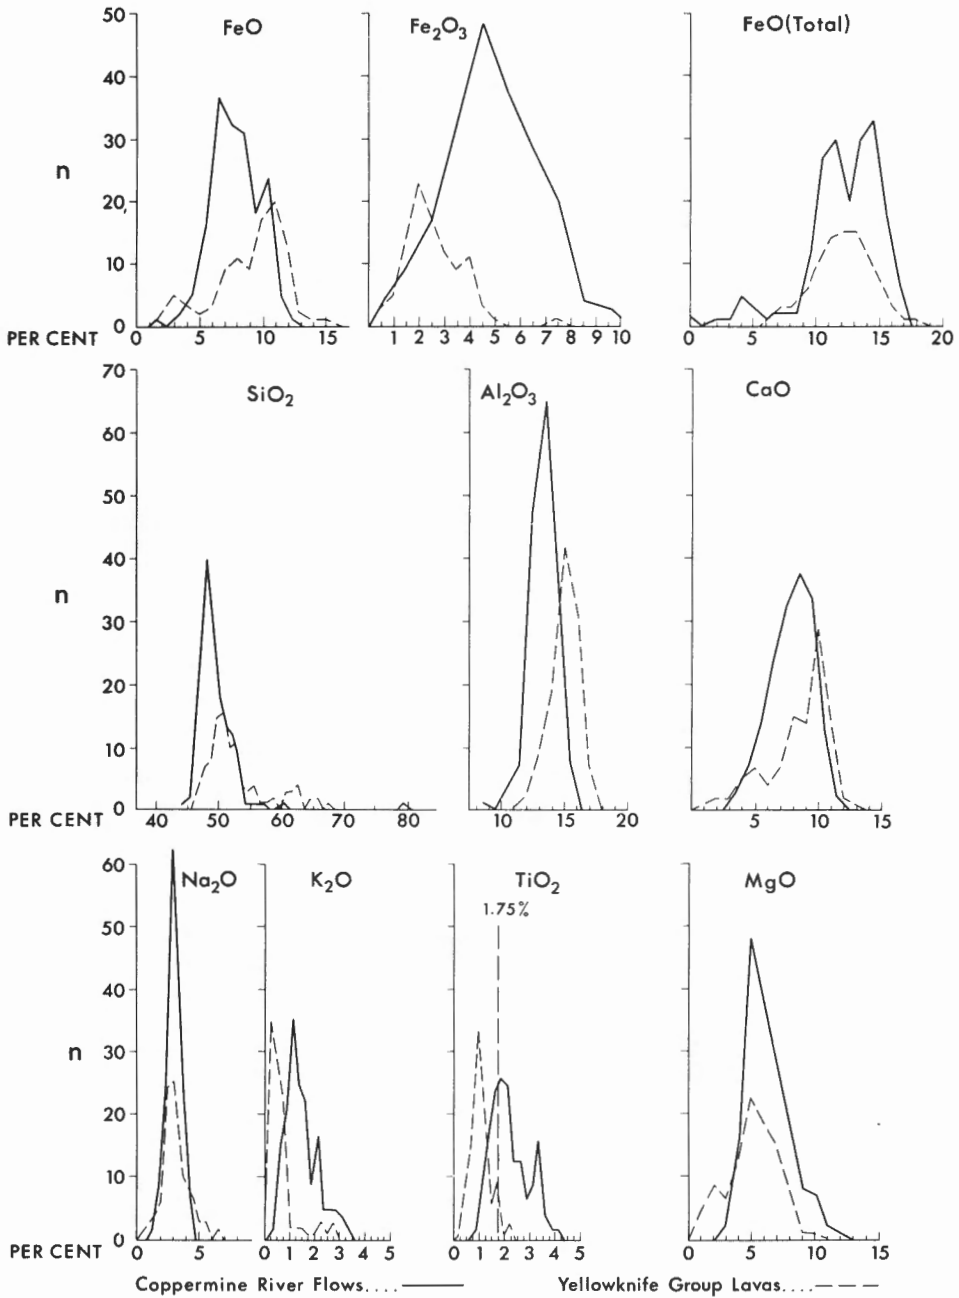 FeO
Fe2O3
FeO(Total)
50
40
30
20
10
0
n
PER CENT
5 10 15
1 2 3 4 5 6 7 8 9 10
0 5 10 15 20
SiO2
Al2O3
CaO
70
60
50
40
30
20
10
0
n
PER CENT
40 50 60 70 80
10 15 20
5 10 15
Na2O
K2O
TiO2
MgO
1.75%
60
50
40
30
20
10
0
n
PER CENT
0 5
0 1 2 3 4 5
0 1 2 3 4 5
0 5 10 15
Coppermine River Flows....
Yellowknife Group Lavas....